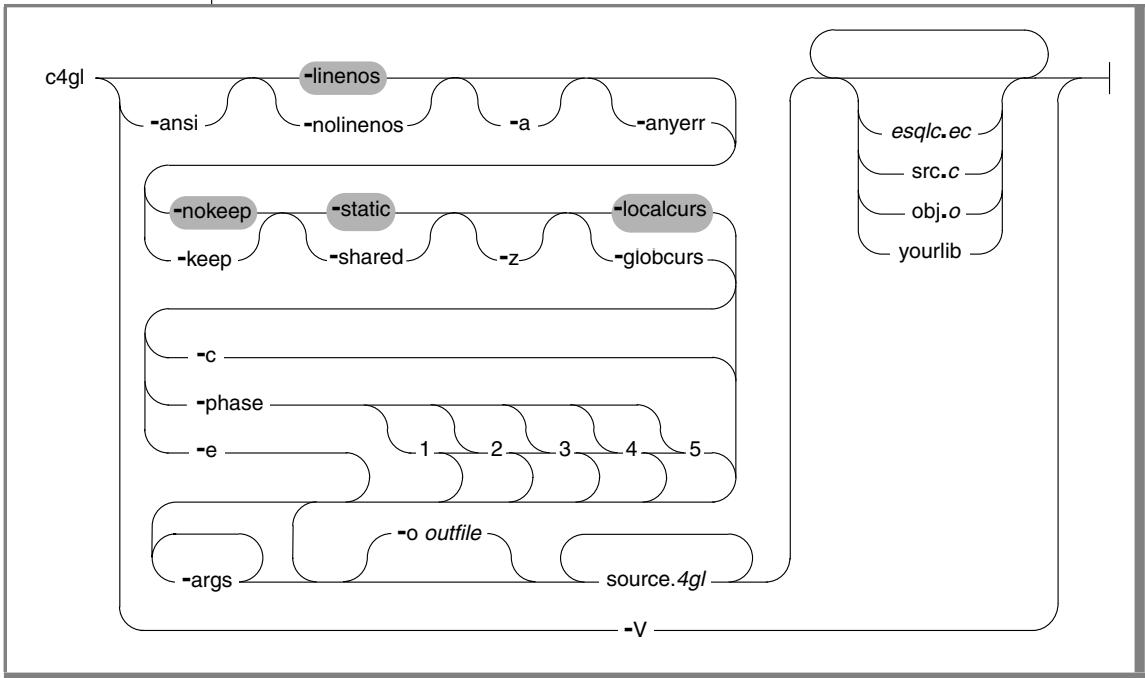 c4gl
-linenos
-ansi
-nolinenos
-a
-anyerr
esqlc.ec
src.c
obj.o
yourlib
-nokeep
-static
-localcurs
-keep
-shared
-z
-globcurs
-c
-phase
-e
1 2 3 4 5
-o outfile
-args
source.4gl
-V